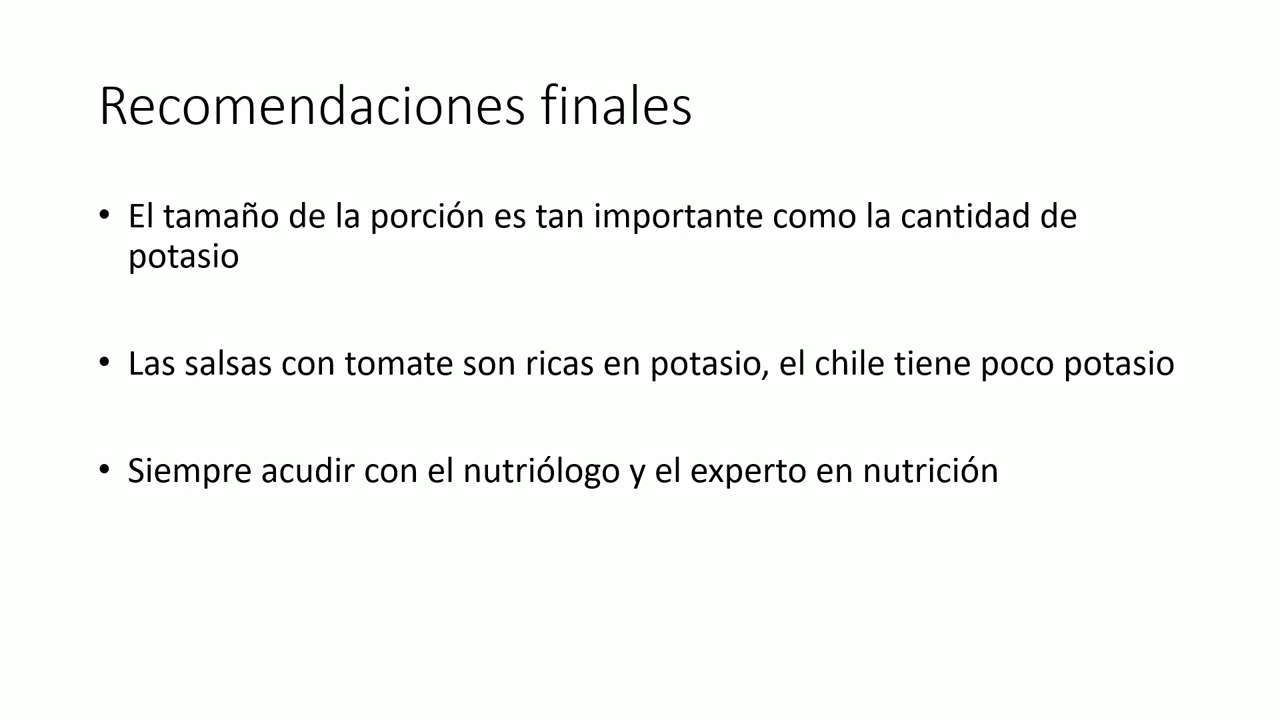 Recomendaciones finales
• El tamaño de la porción es tan importante como la cantidad de
potasio
• Las salsas con tomate son ricas en potasio, el chile tiene poco potasio
• Siempre acudir con el nutriólogo y el experto en nutrición